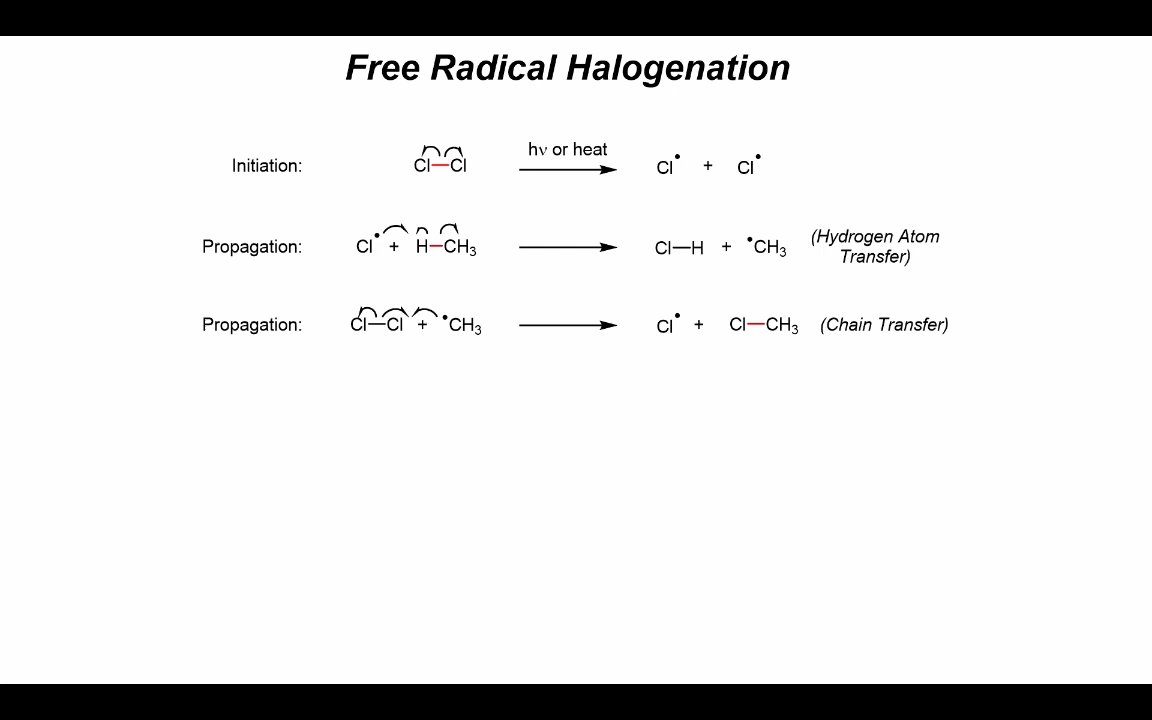 Free Radical Halogenation
Initiation: Cl—Cl hν or heat Cl• + Cl•
Propagation: Cl• + H—CH₃ Cl—H + •CH₃ (Hydrogen Atom
Transfer)
Propagation: Cl—Cl + •CH₃ Cl• + Cl—CH₃ (Chain Transfer)